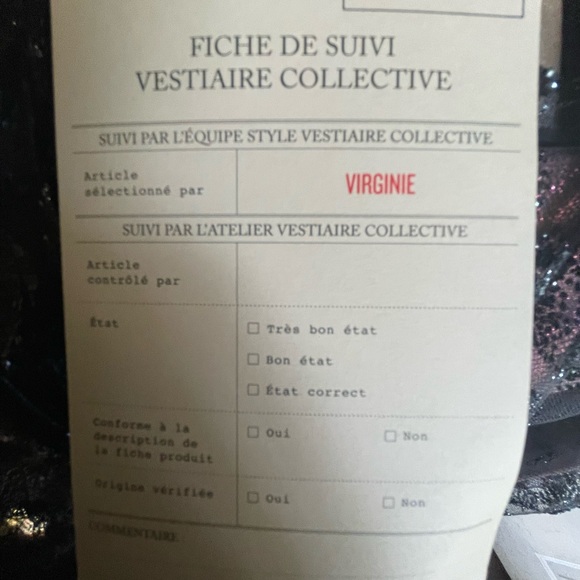 FICHE DE SUIVI
VESTIAIRE COLLECTIVE
SUIVI PAR L'ÉQUIPE STYLE VESTIAIRE COLLECTIVE
Article
sélectionné par
VIRGINIE
SUIVI PAR L'ATELIER VESTIAIRE COLLECTIVE
Article
contrôlé par
État
Très bon état
Bon état
État correct
Conforme à la
description de
la fiche produit
Oui Non
Origine vérifiée
Oui Non
COMMENTAIRE